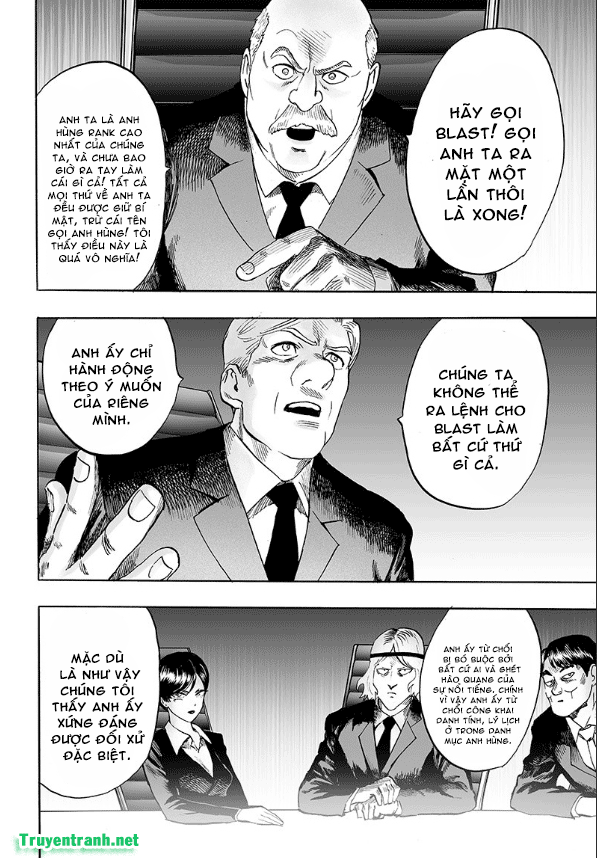 HÃY GỌI
BLAST! GỌI
ANH TA RA
MẶT MỘT
LẦN THÔI
LÀ XONG!
ANH TA LÀ ANH
HÙNG RANK CAO
NHẤT CỦA CHÚNG
TA, VÀ CHƯA BAO
GIỜ RA TAY LÀM
CÁI GÌ CẢ! TẤT CẢ
MỌI THỨ VỀ ANH TA
ĐỀU ĐƯỢC GIỮ BÍ
MẬT, TRỪ CÁI TÊN
GỌI ANH HÙNG! TÔI
THẤY ĐIỀU NÀY LÀ
QUÁ VÔ NGHĨA!
CHÚNG TA
KHÔNG THỂ
RA LỆNH CHO
BLAST LÀM
BẤT CỨ THỨ
GÌ CẢ.
ANH ẤY CHỈ
HÀNH ĐỘNG
THEO Ý MUỐN
CỦA RIÊNG
MÌNH.
ANH ẤY TỪ CHỐI
BỊ BÓ BUỘC BỞI
BẤT CỨ AI VÀ GHÉT
HÀO QUANG CỦA
SỰ NỔI TIẾNG. CHÍNH
VÌ VẬY ANH ẤY TỪ
CHỐI CÔNG KHAI
DANH TÍNH, LÝ LỊCH
Ở TRONG DANH
MỤC ANH HÙNG.
MẶC DÙ
LÀ NHƯ VẬY
CHÚNG TÔI
THẤY ANH ẤY
XỨNG ĐÁNG
ĐƯỢC ĐỐI XỬ
ĐẶC BIỆT.
Truyentranh.net